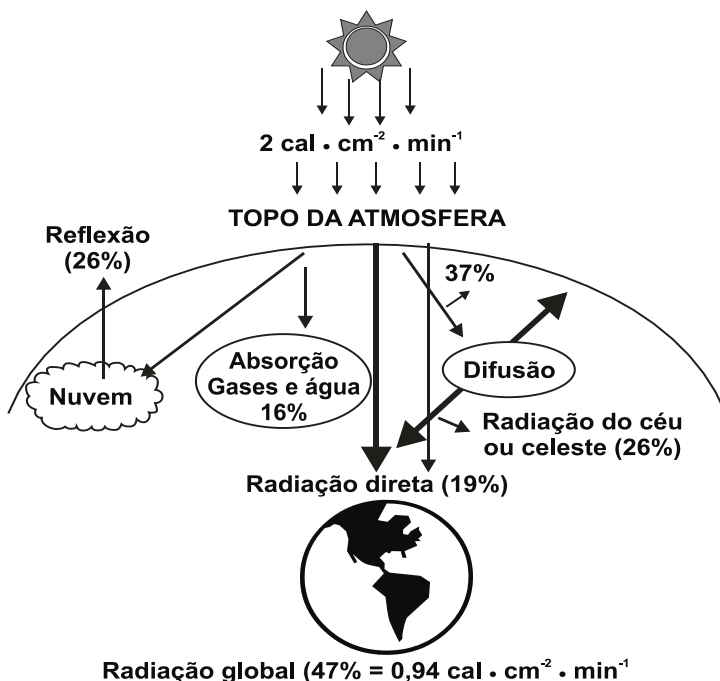 2 cal • cm⁻² • min⁻¹
TOPO DA ATMOSFERA
Reflexão
(26%)
37%
Nuvem
Absorção
Gases e água
16%
Difusão
Radiação do céu
ou celeste (26%)
Radiação direta (19%)
Radiação global (47% = 0,94 cal • cm⁻² • min⁻¹